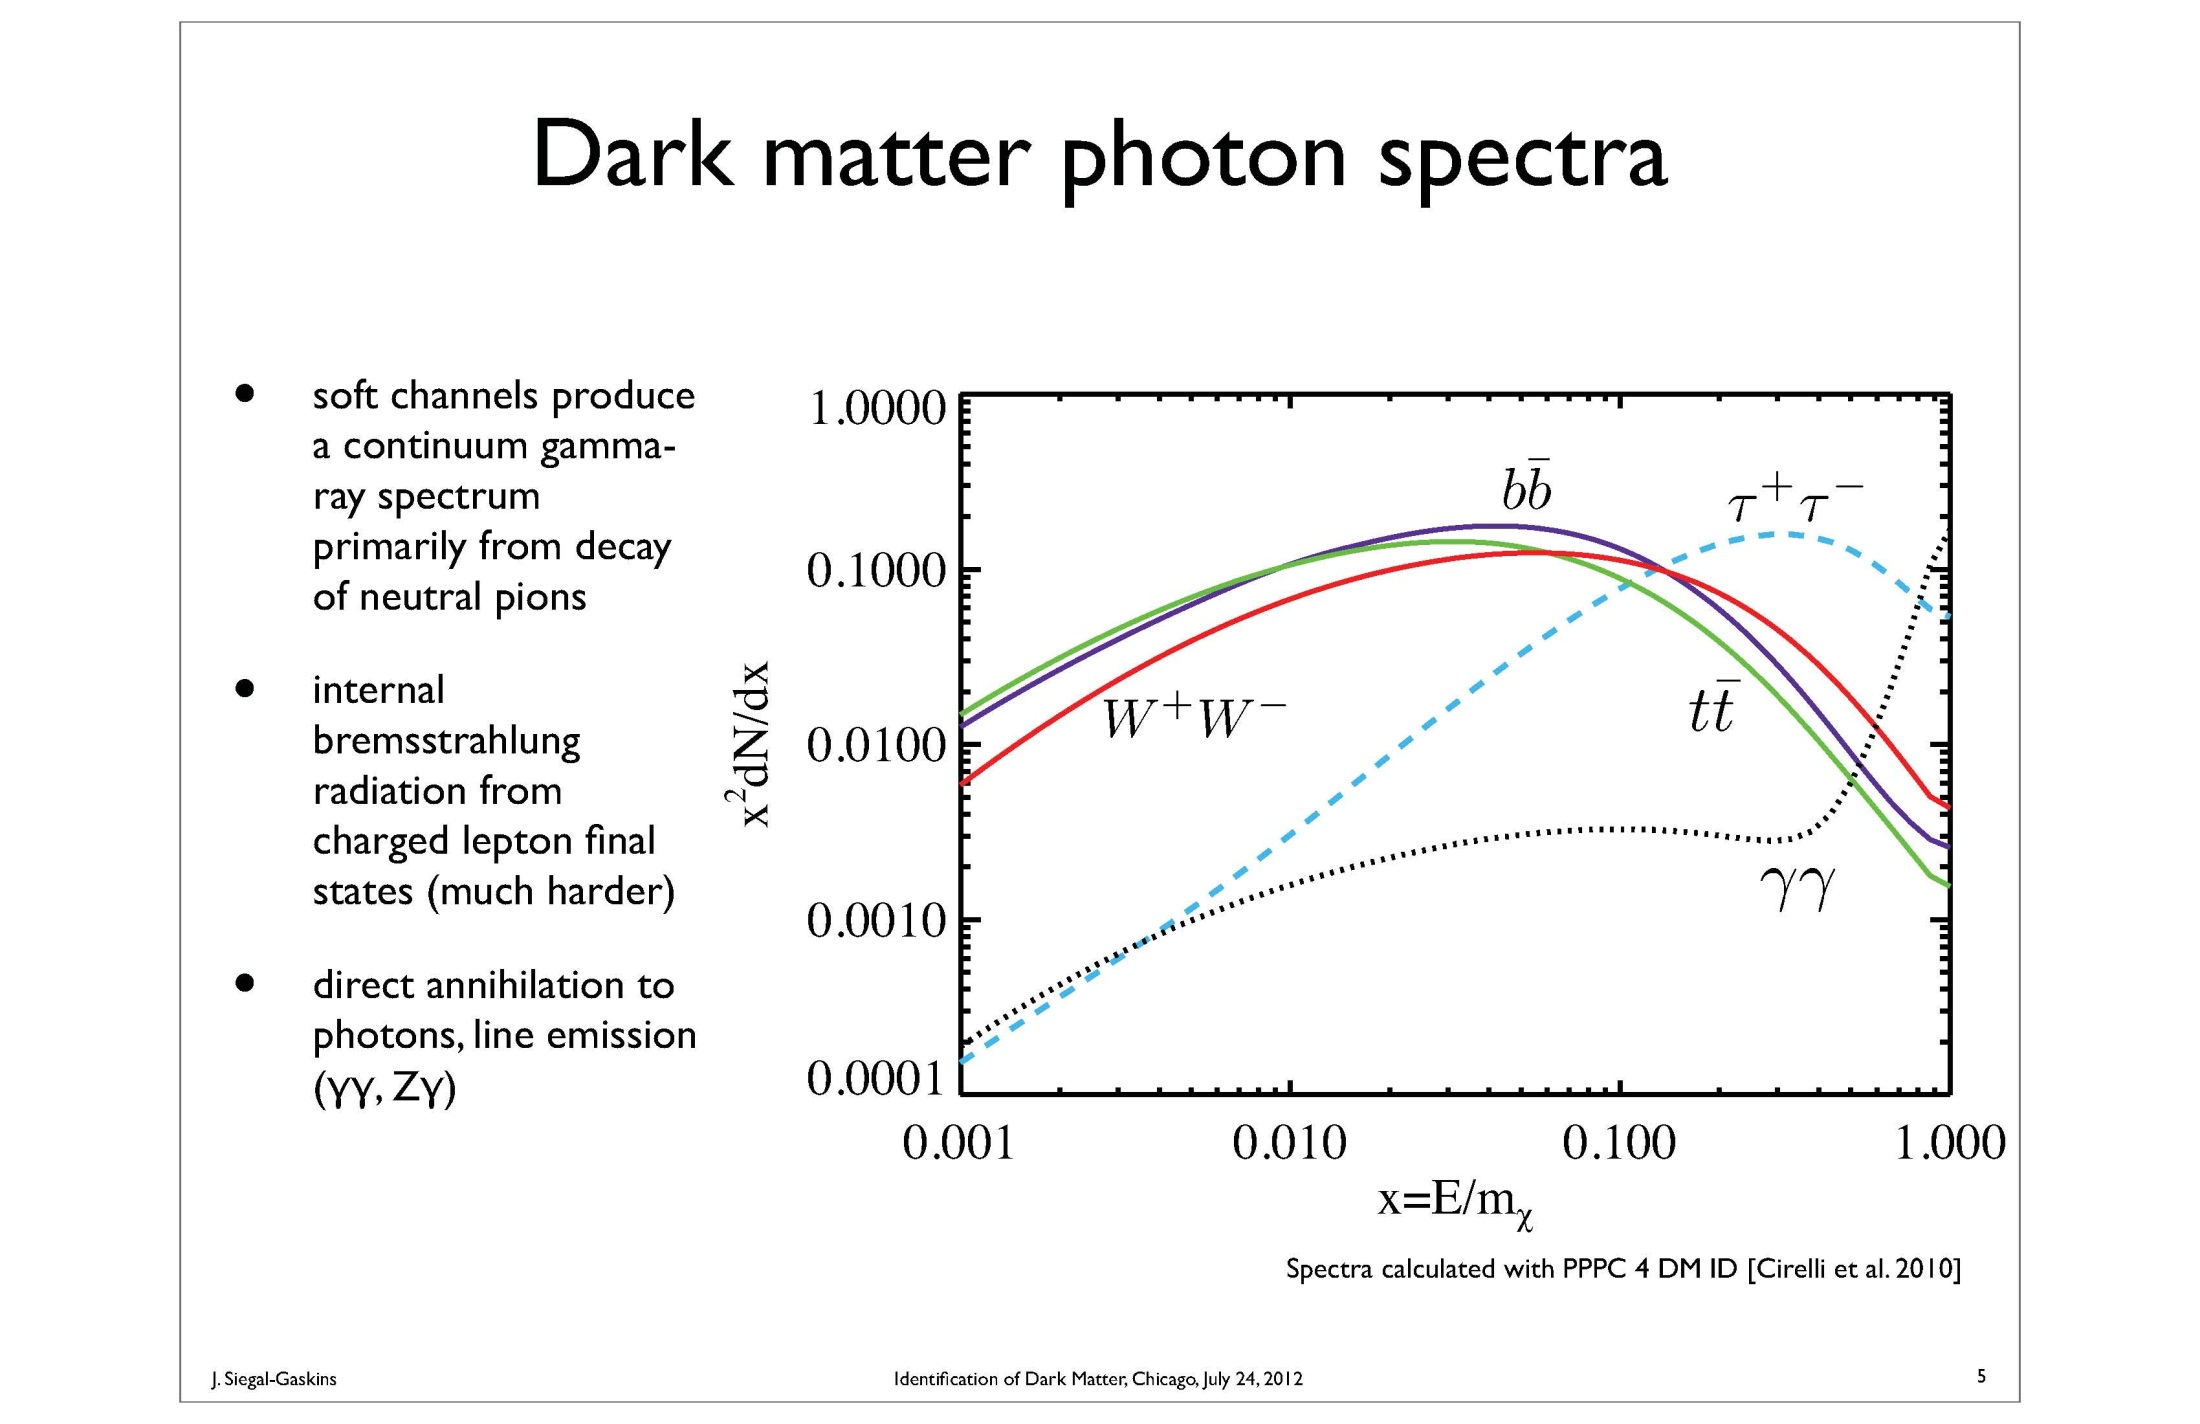 Dark matter photon spectra
• soft channels produce
a continuum gamma-
ray spectrum
primarily from decay
of neutral pions
• internal
bremsstrahlung
radiation from
charged lepton final
states (much harder)
• direct annihilation to
photons, line emission
(γγ, Zγ)
x²dN/dx
1.0000
0.1000
0.0100
0.0010
0.0001
bb̄
τ⁺τ⁻
W⁺W⁻
tt̄
γγ
0.001 0.010 0.100 1.000
x=E/mᵪ
Spectra calculated with PPPC 4 DM ID [Cirelli et al. 2010]
J. Siegal-Gaskins Identification of Dark Matter, Chicago, July 24, 2012 5